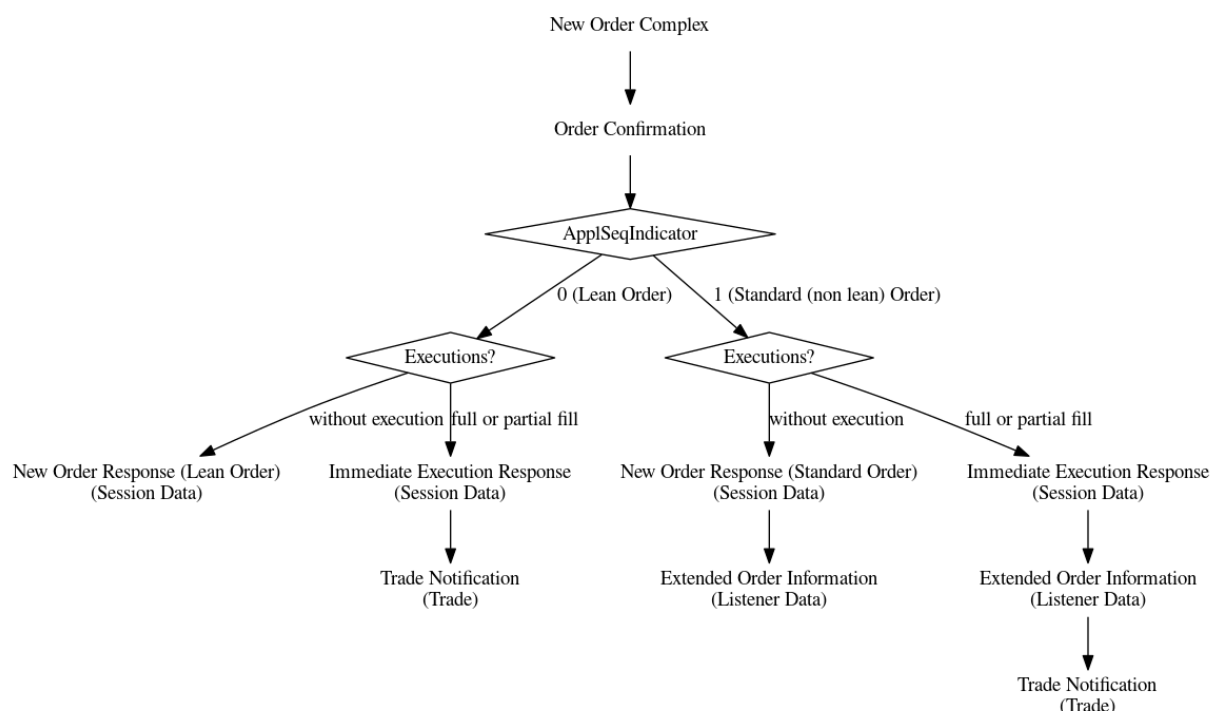 New Order Complex
Order Confirmation
ApplSeqIndicator
0 (Lean Order)
1 (Standard (non lean) Order)
Executions?
Executions?
without execution
full or partial fill
without execution
full or partial fill
New Order Response (Lean Order)
(Session Data)
Immediate Execution Response
(Session Data)
New Order Response (Standard Order)
(Session Data)
Immediate Execution Response
(Session Data)
Trade Notification
(Trade)
Extended Order Information
(Listener Data)
Extended Order Information
(Listener Data)
Trade Notification
(Trade)